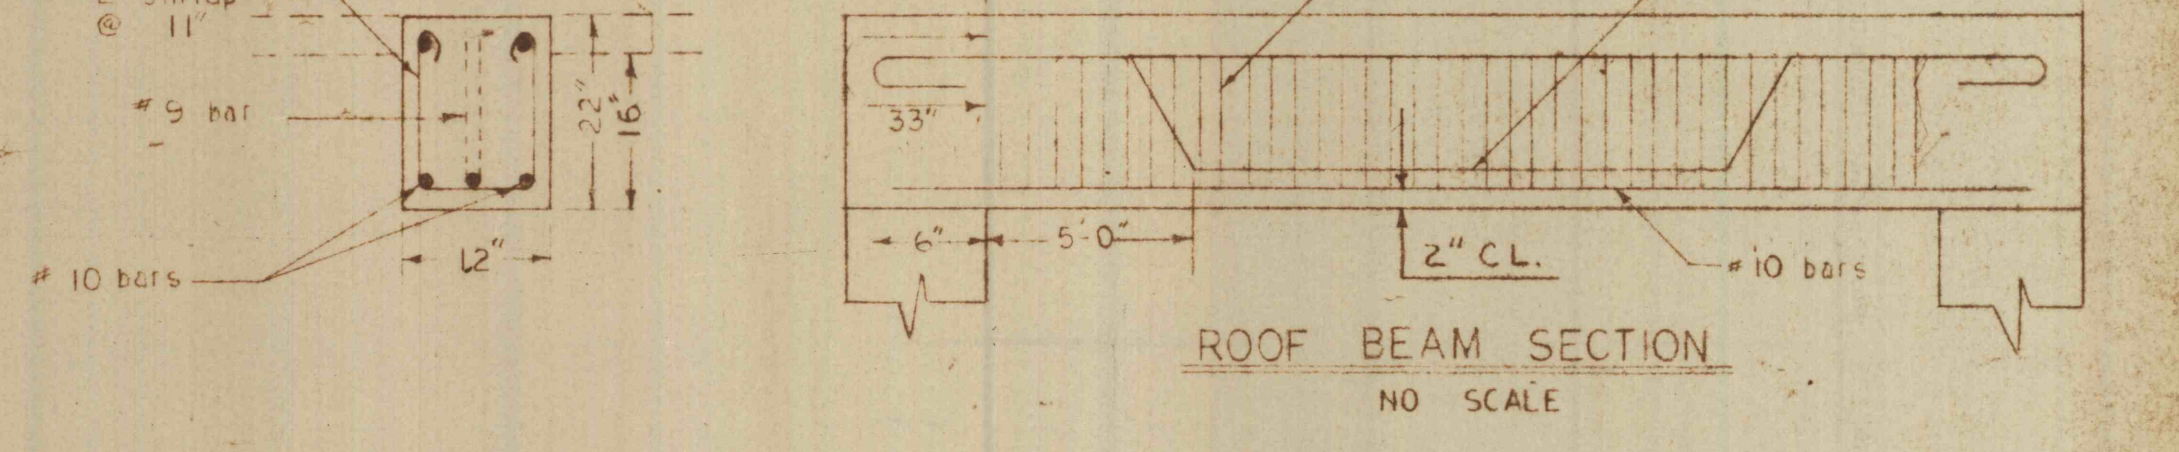 @ 11"
# 9 bar
22"
16"
12"
# 10 bars
33"
6"
5'-0"
2" CL.
# 10 bars
ROOF BEAM SECTION
NO SCALE